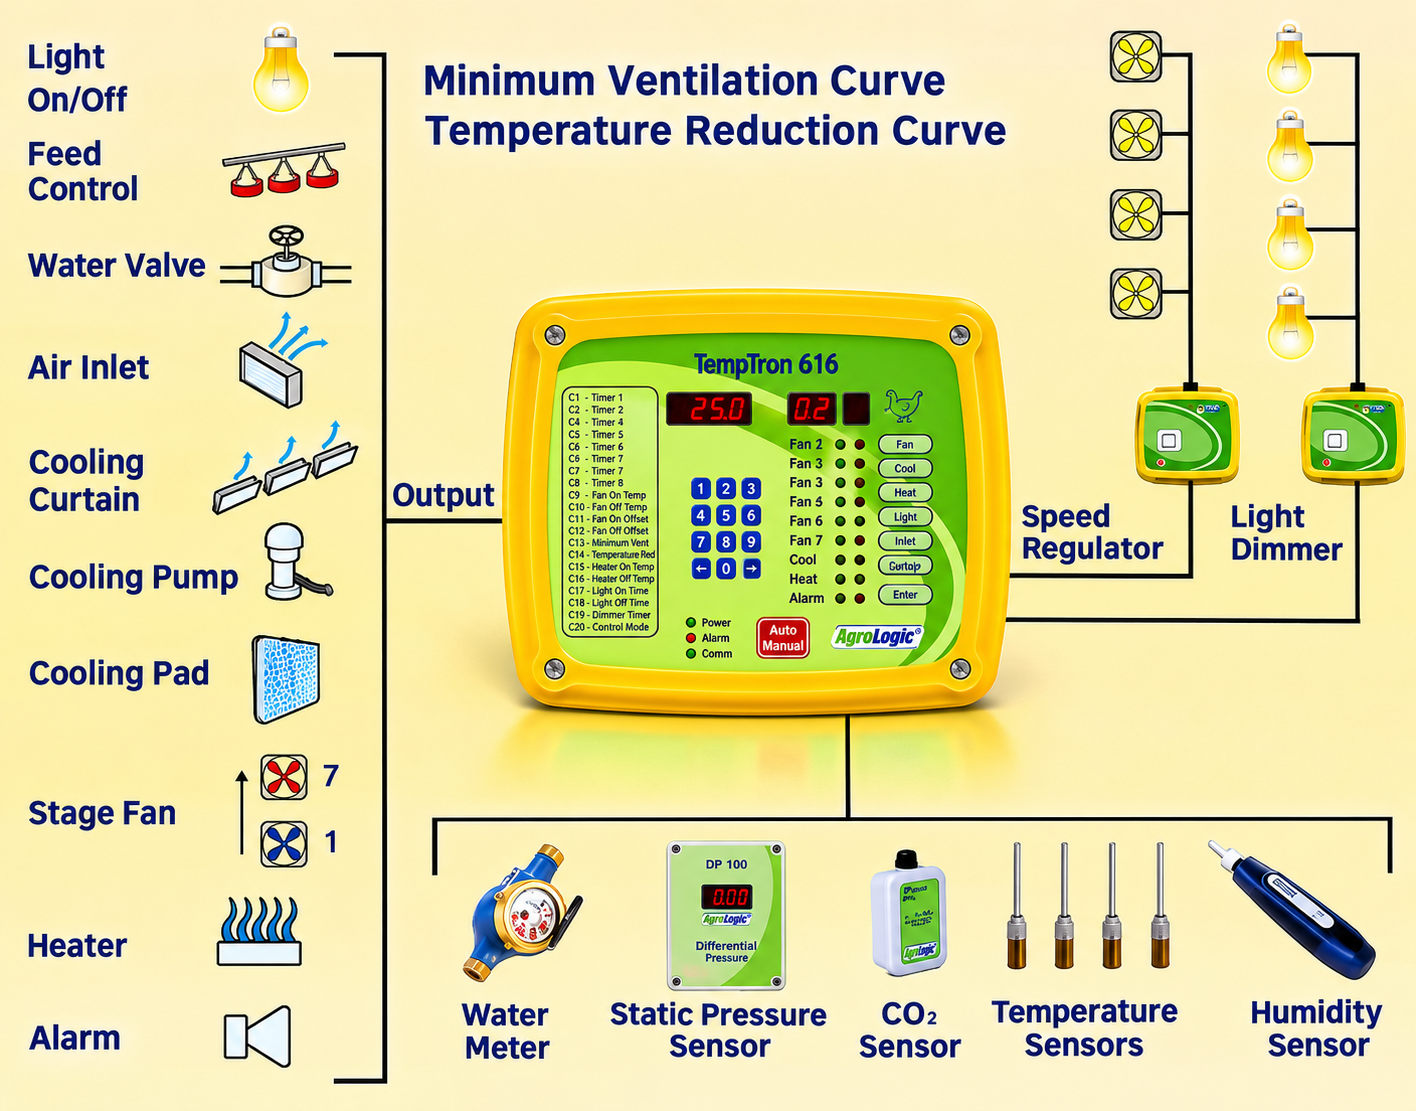 Light
On/Off
Feed
Control
Water Valve
Air Inlet
Cooling
Curtain
Cooling Pump
Cooling Pad
Stage Fan
7
1
Heater
Alarm
Output
Minimum Ventilation Curve
Temperature Reduction Curve
TempTron 616
25.0
0.2
C1 - Timer 1
C2 - Timer 2
C4 - Timer 4
C5 - Timer 5
C6 - Timer 6
C6 - Timer 7
C7 - Timer 7
C8 - Timer 8
C9 - Fan On Temp
C10 - Fan Off Temp
C11 - Fan On Offset
C12 - Fan Off Offset
C13 - Minimum Vent
C14 - Temperature Red
C15 - Heater On Temp
C16 - Heater Off Temp
C17 - Light On Time
C18 - Light Off Time
C19 - Dimmer Timer
C20 - Control Mode
1 2 3
4 5 6
7 8 9
← 0 →
Fan 2
Fan 3
Fan 3
Fan 5
Fan 6
Fan 7
Cool
Heat
Alarm
Fan
Cool
Heat
Light
Inlet
Enter
Power
Alarm
Comm
Auto
Manual
AgroLogic®
Speed
Regulator
Light
Dimmer
Water
Meter
DP 100
0.00
AgroLogic®
Differential
Pressure
Static Pressure
Sensor
CO₂
Sensor
Temperature
Sensors
Humidity
Sensor